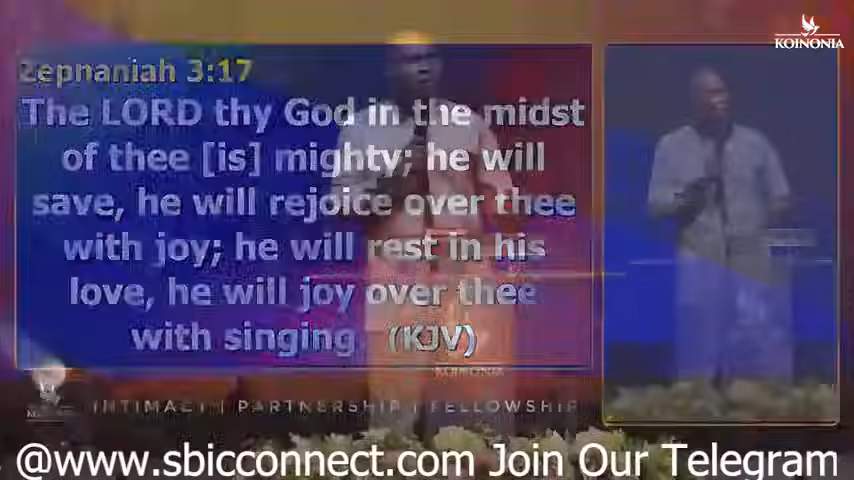 KOINONIA
Zephaniah 3:17
The LORD thy God in the midst
of thee [is] mighty; he will
save, he will rejoice over thee
with joy; he will rest in his
love, he will joy over thee
with singing. (KJV)
KOINONIA
INTIMACY | PARTNERSHIP | FELLOWSHIP
@www.sbicconnect.com Join Our Telegram